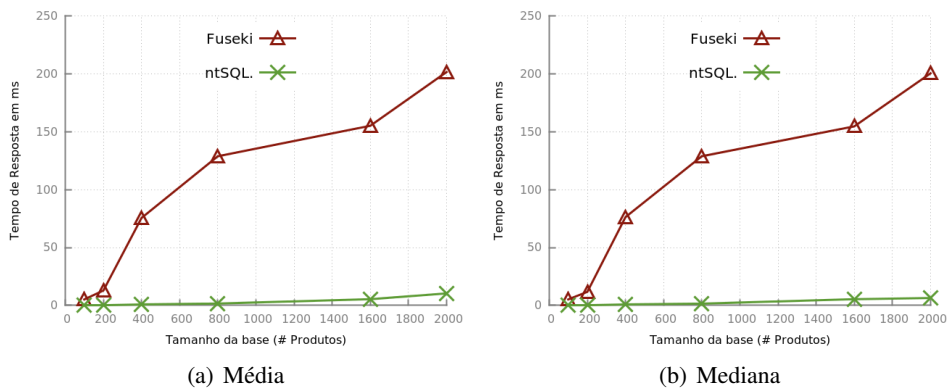 250
200
150
100
50
0
Tempo de Resposta em ms
Fuseki
ntSQL.
0 200 400 600 800 1000 1200 1400 1600 1800 2000
Tamanho da base (# Produtos)
(a) Média
250
200
150
100
50
0
Tempo de Resposta em ms
Fuseki
ntSQL.
0 200 400 600 800 1000 1200 1400 1600 1800 2000
Tamanho da base (# Produtos)
(b) Mediana